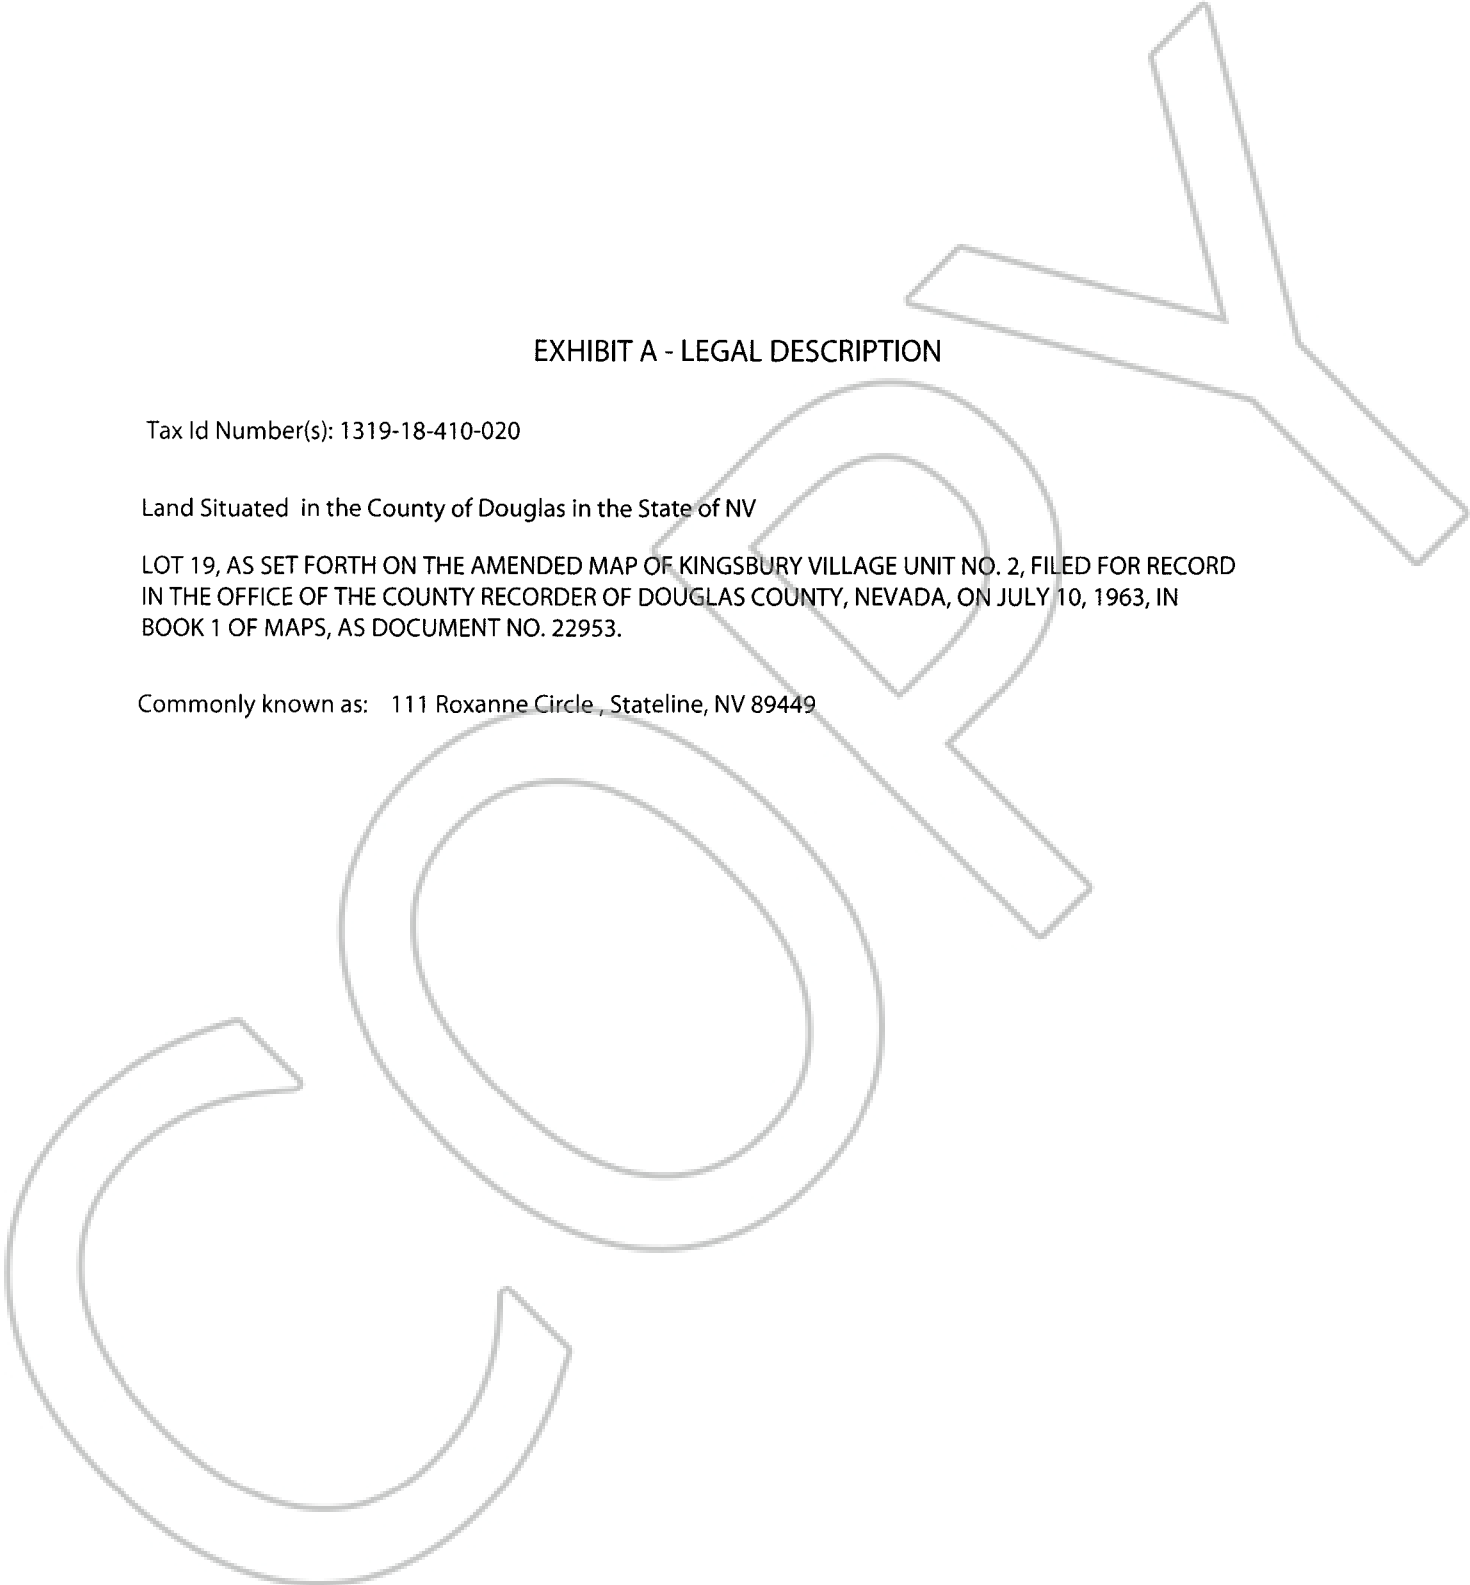 EXHIBIT A - LEGAL DESCRIPTION
Tax Id Number(s): 1319-18-410-020
Land Situated in the County of Douglas in the State of NV
LOT 19, AS SET FORTH ON THE AMENDED MAP OF KINGSBURY VILLAGE UNIT NO. 2, FILED FOR RECORD
IN THE OFFICE OF THE COUNTY RECORDER OF DOUGLAS COUNTY, NEVADA, ON JULY 10, 1963, IN
BOOK 1 OF MAPS, AS DOCUMENT NO. 22953.
Commonly known as: 111 Roxanne Circle , Stateline, NV 89449
COPY